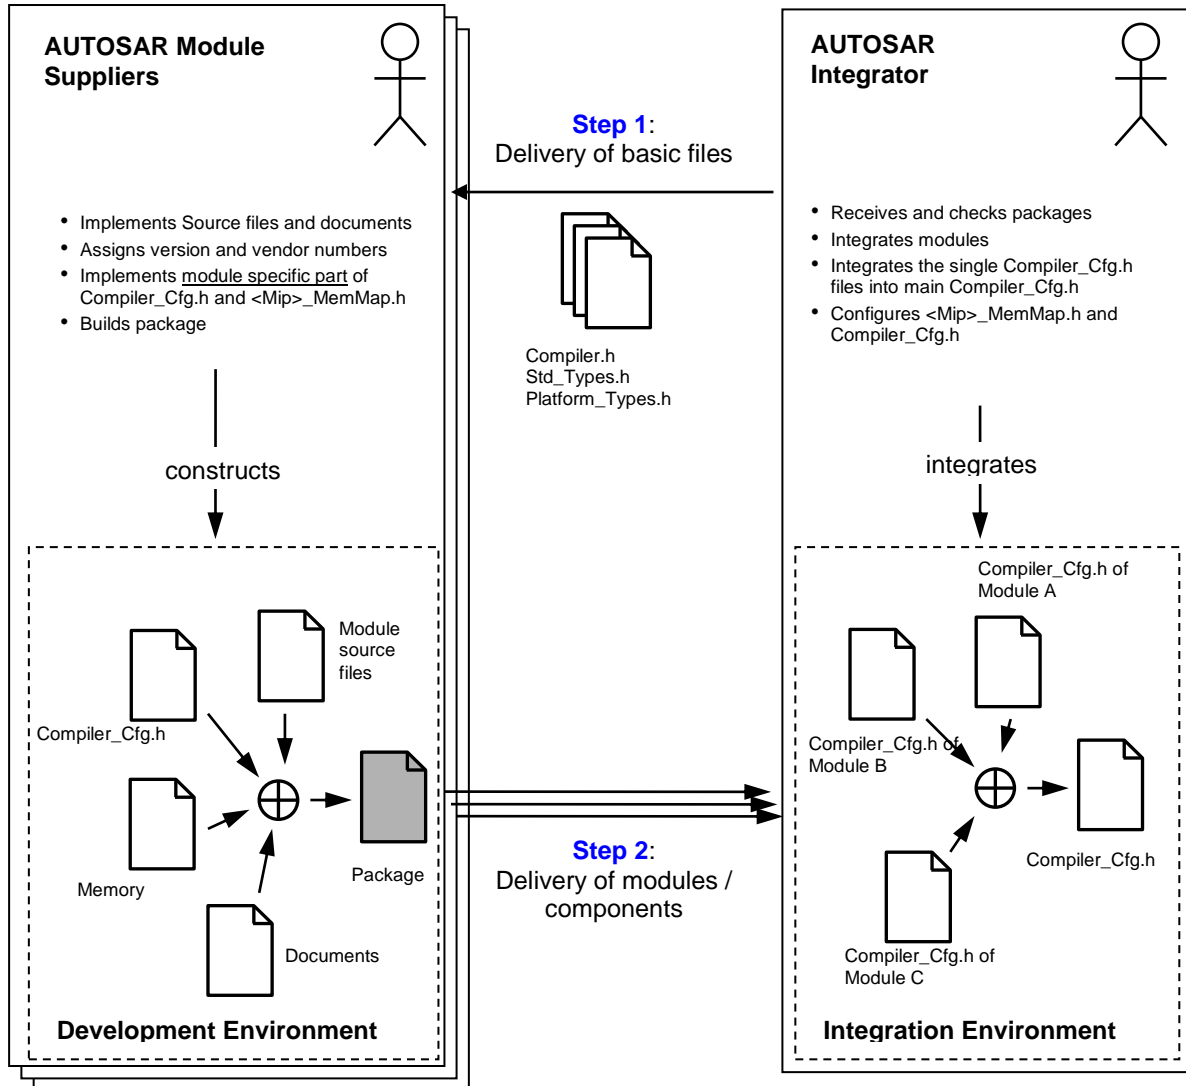 AUTOSAR Module
Suppliers
• Implements Source files and documents
• Assigns version and vendor numbers
• Implements module specific part of
Compiler_Cfg.h and <Mip>_MemMap.h
• Builds package
constructs
Module
source
files
Compiler_Cfg.h
Memory
Package
Documents
Development Environment
Step 1:
Delivery of basic files
Compiler.h
Std_Types.h
Platform_Types.h
Step 2:
Delivery of modules /
components
AUTOSAR
Integrator
• Receives and checks packages
• Integrates modules
• Integrates the single Compiler_Cfg.h
files into main Compiler_Cfg.h
• Configures <Mip>_MemMap.h and
Compiler_Cfg.h
integrates
Compiler_Cfg.h of
Module A
Compiler_Cfg.h of
Module B
Compiler_Cfg.h
Compiler_Cfg.h of
Module C
Integration Environment